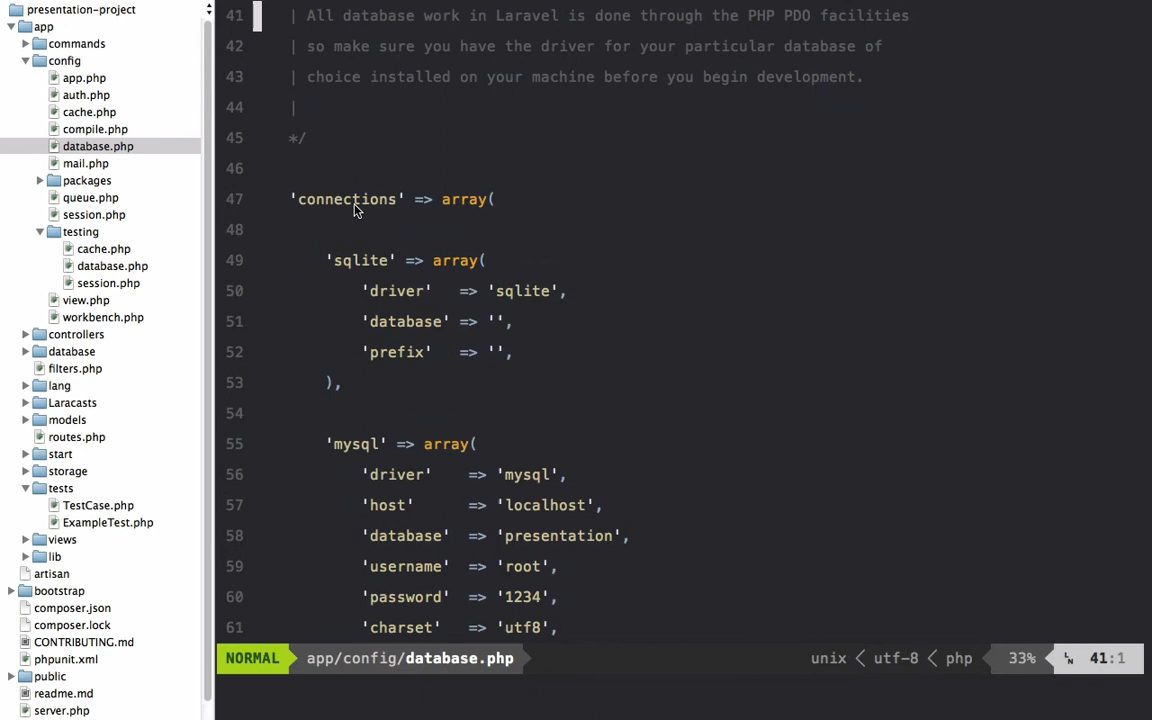 presentation-project
app
commands
config
app.php
auth.php
cache.php
compile.php
database.php
mail.php
packages
queue.php
session.php
testing
cache.php
database.php
session.php
view.php
workbench.php
controllers
database
filters.php
lang
Laracasts
models
routes.php
start
storage
tests
TestCase.php
ExampleTest.php
views
lib
artisan
bootstrap
composer.json
composer.lock
CONTRIBUTING.md
phpunit.xml
public
readme.md
server.php
41 | All database work in Laravel is done through the PHP PDO facilities
42 | so make sure you have the driver for your particular database of
43 | choice installed on your machine before you begin development.
44 |
45 */
46
47 'connections' => array(
48
49 'sqlite' => array(
50 'driver' => 'sqlite',
51 'database' => '',
52 'prefix' => '',
53 ),
54
55 'mysql' => array(
56 'driver' => 'mysql',
57 'host' => 'localhost',
58 'database' => 'presentation',
59 'username' => 'root',
60 'password' => '1234',
61 'charset' => 'utf8',
NORMAL app/config/database.php unix < utf-8 < php 33% LN 41:1